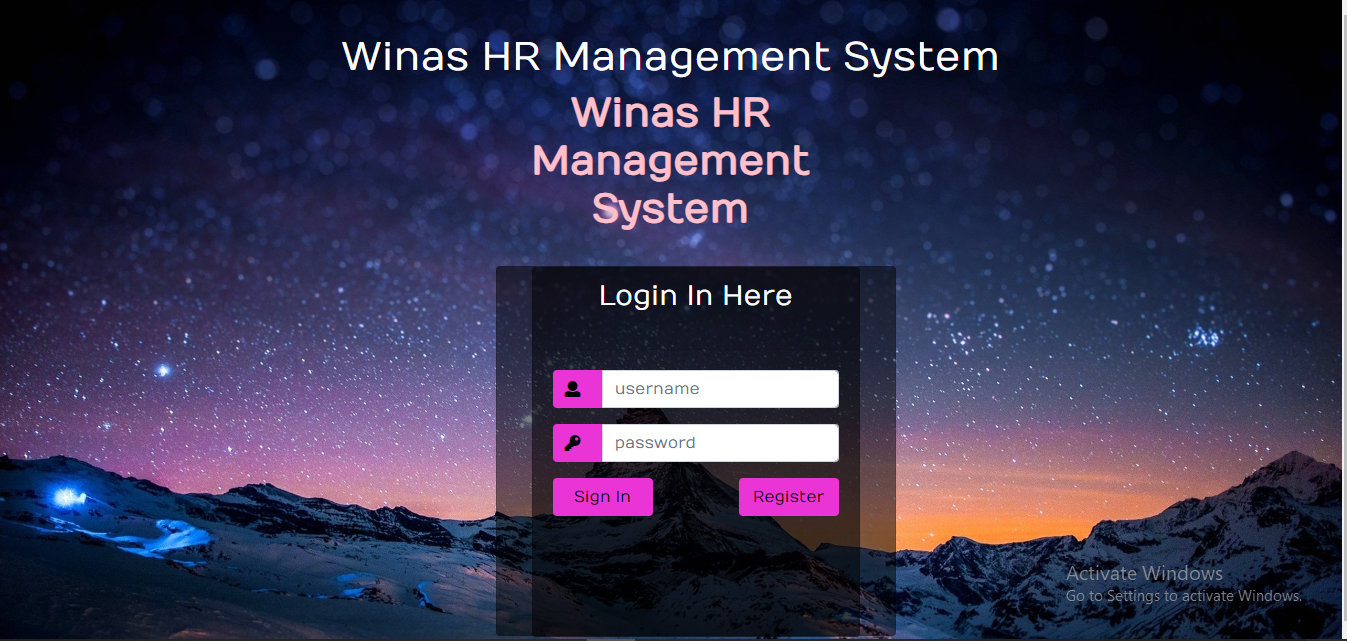 Winas HR Management System
Winas HR
Management
System
Login In Here
username
password
Sign In
Register
Activate Windows
Go to Settings to activate Windows.